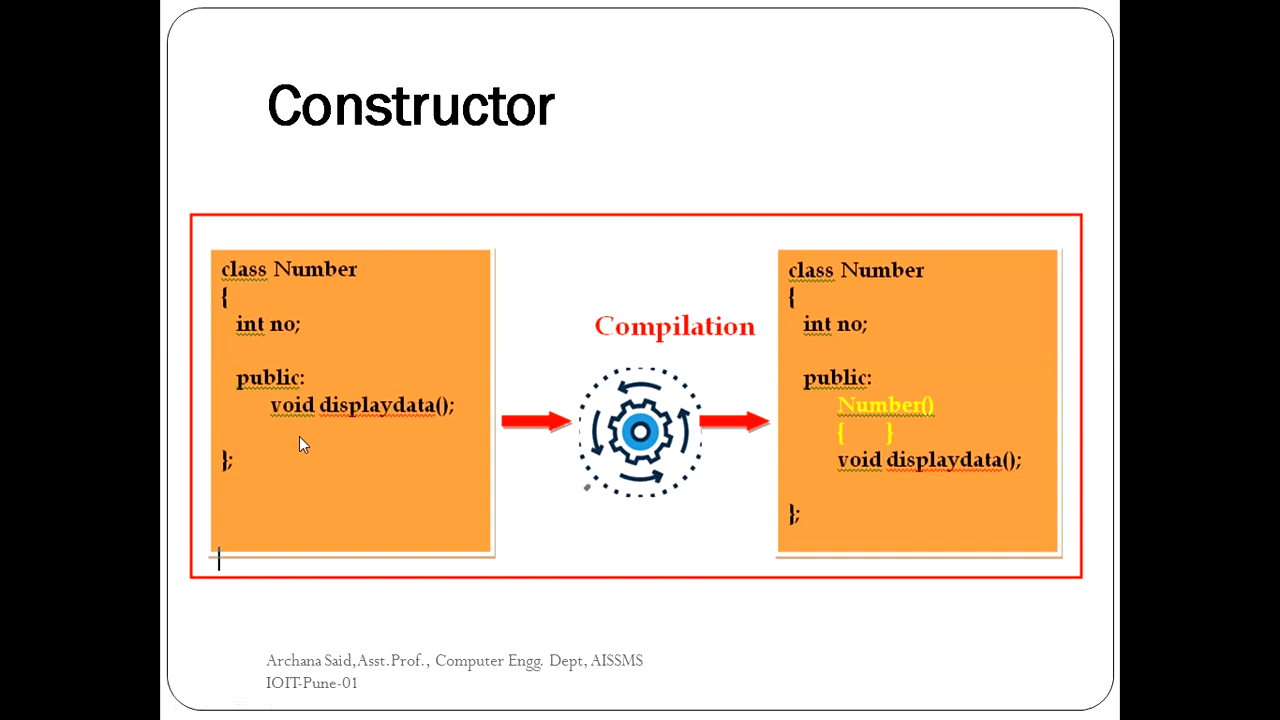 Constructor
class Number
{
int no;
public:
void displaydata();
};
Compilation
class Number
{
int no;
public:
Number()
{ }
void displaydata();
};
Archana Said,Asst.Prof., Computer Engg. Dept, AISSMS
IOIT-Pune-01